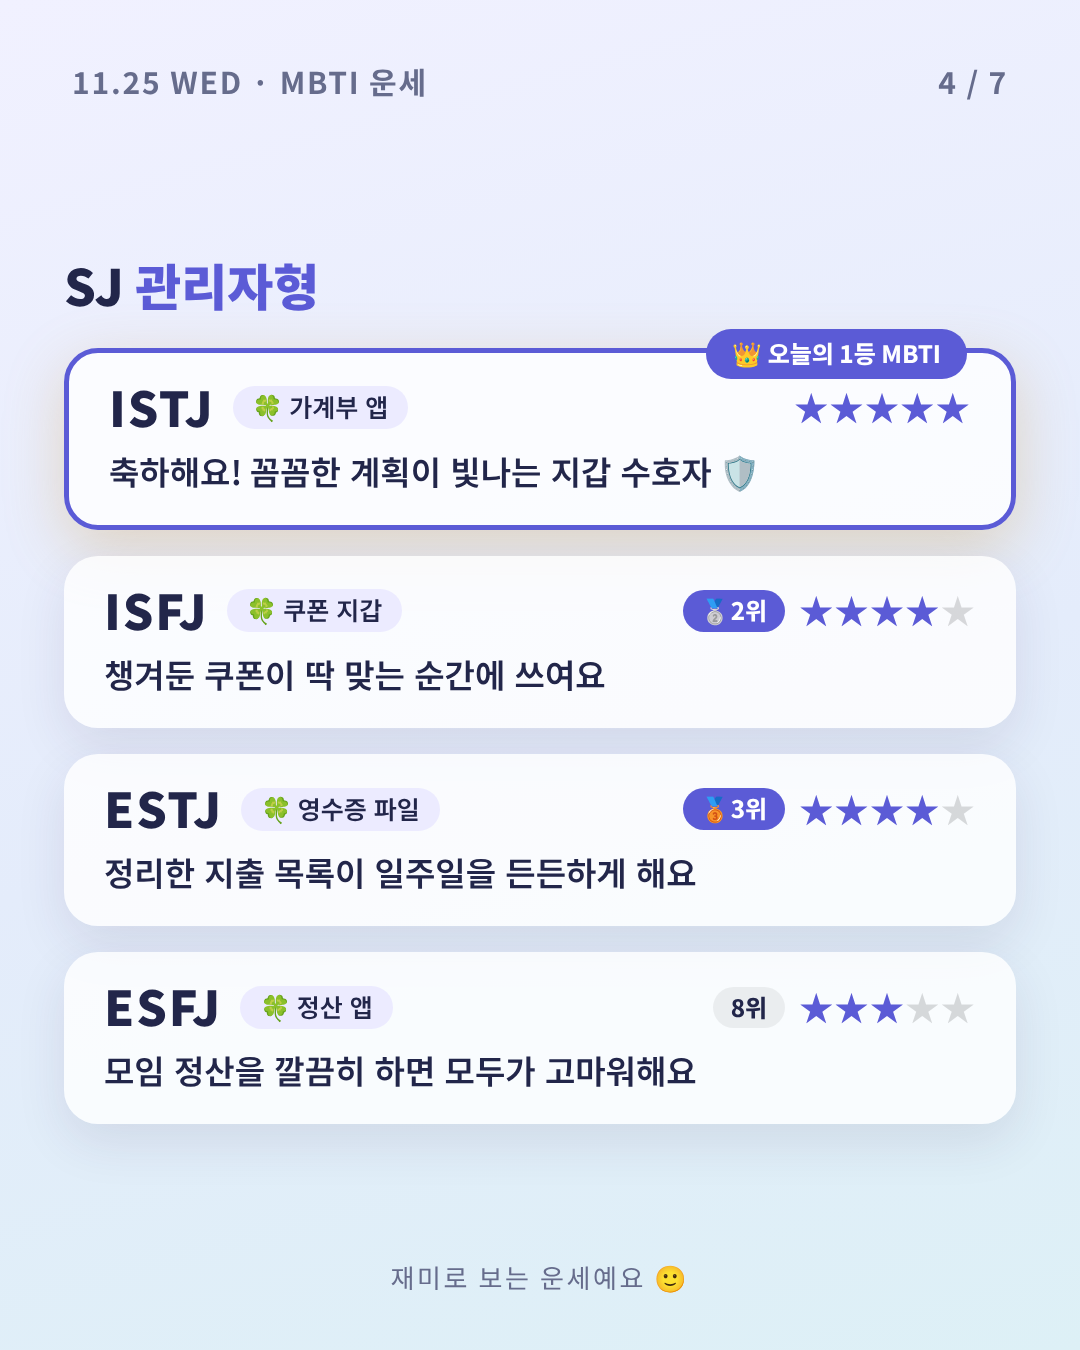 11.25 WED · MBTI 운세
4 / 7
SJ 관리자형
👑 오늘의 1등 MBTI
ISTJ 🍀 가계부 앱 ★★★★★
축하해요! 꼼꼼한 계획이 빛나는 지갑 수호자 🛡️
ISFJ 🍀 쿠폰 지갑 🥈 2위 ★★★★★
챙겨둔 쿠폰이 딱 맞는 순간에 쓰여요
ESTJ 🍀 영수증 파일 🥉 3위 ★★★★★
정리한 지출 목록이 일주일을 든든하게 해요
ESFJ 🍀 정산 앱 8위 ★★★★★
모임 정산을 깔끔히 하면 모두가 고마워해요
재미로 보는 운세예요 🙂